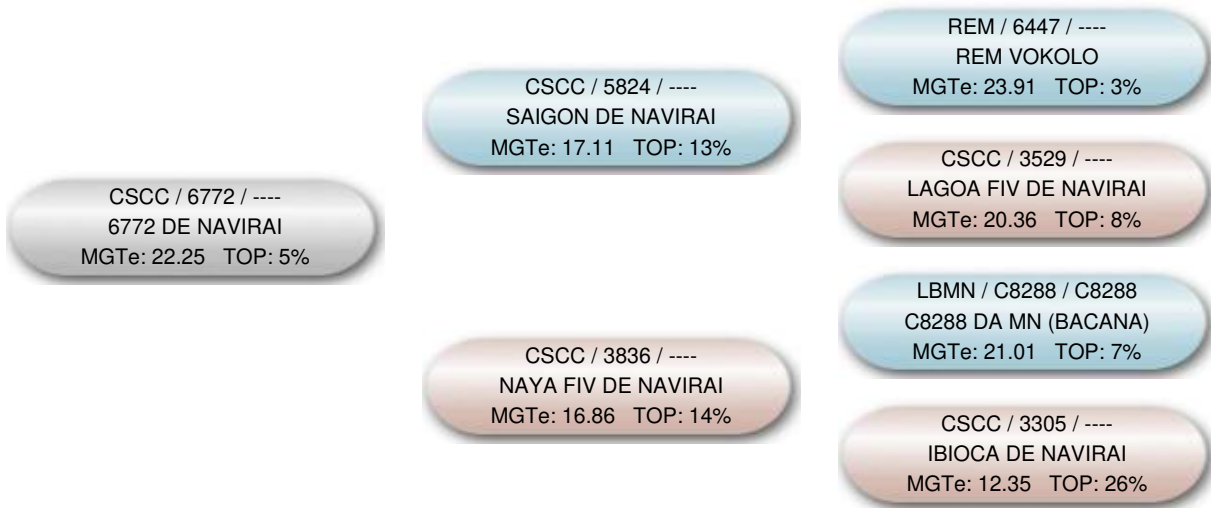 CSCC / 6772 / ----
6772 DE NAVIRAI
MGTe: 22.25 TOP: 5%
CSCC / 5824 / ----
SAIGON DE NAVIRAI
MGTe: 17.11 TOP: 13%
CSCC / 3836 / ----
NAYA FIV DE NAVIRAI
MGTe: 16.86 TOP: 14%
REM / 6447 / ----
REM VOKOLO
MGTe: 23.91 TOP: 3%
CSCC / 3529 / ----
LAGOA FIV DE NAVIRAI
MGTe: 20.36 TOP: 8%
LBMN / C8288 / C8288
C8288 DA MN (BACANA)
MGTe: 21.01 TOP: 7%
CSCC / 3305 / ----
IBIOCA DE NAVIRAI
MGTe: 12.35 TOP: 26%